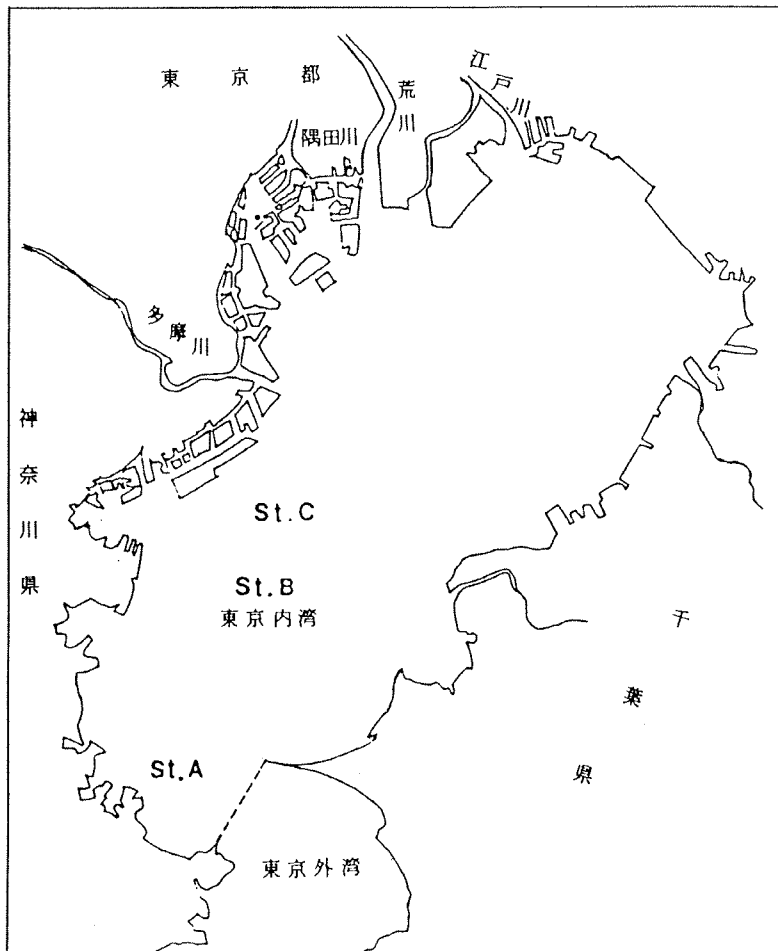 東京都
荒川
江戸川
隅田川
多摩川
神奈川県
St.C
St.B
東京内湾
千葉県
St.A
東京外湾